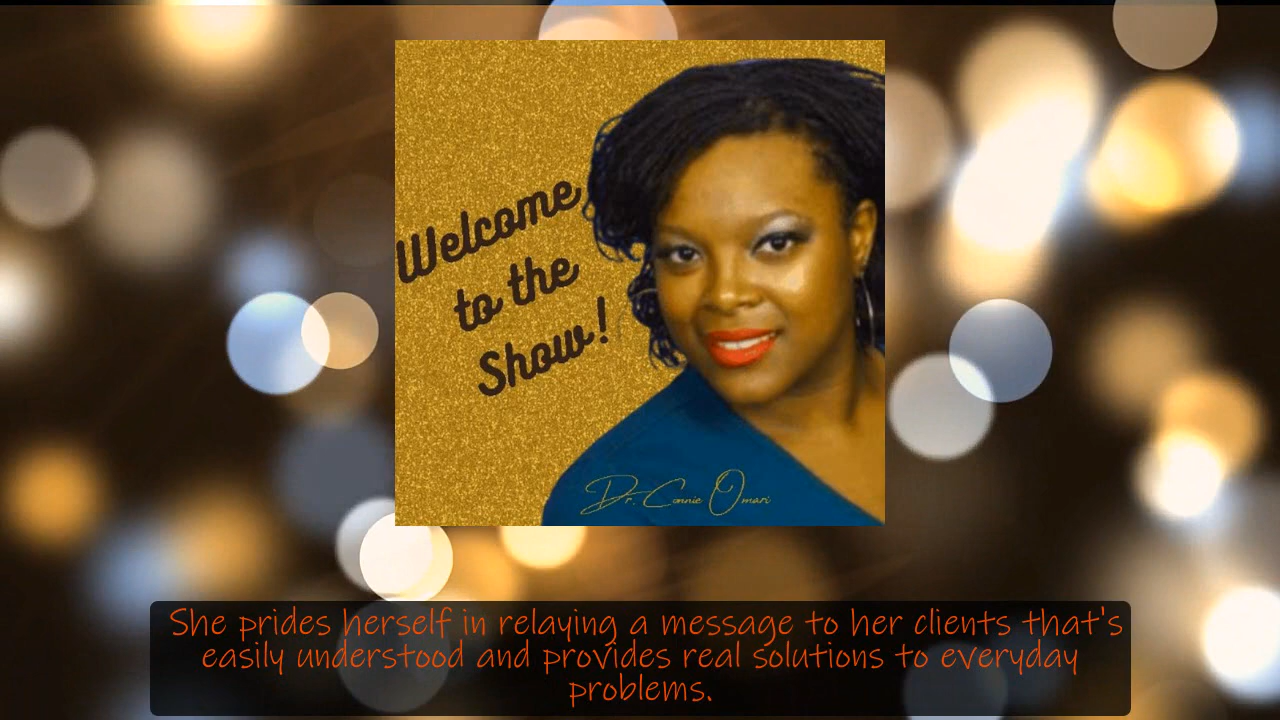 Welcome
to the
Show!
Dr. Connie Omari
She prides herself in relaying a message to her clients that's
easily understood and provides real solutions to everyday
problems.